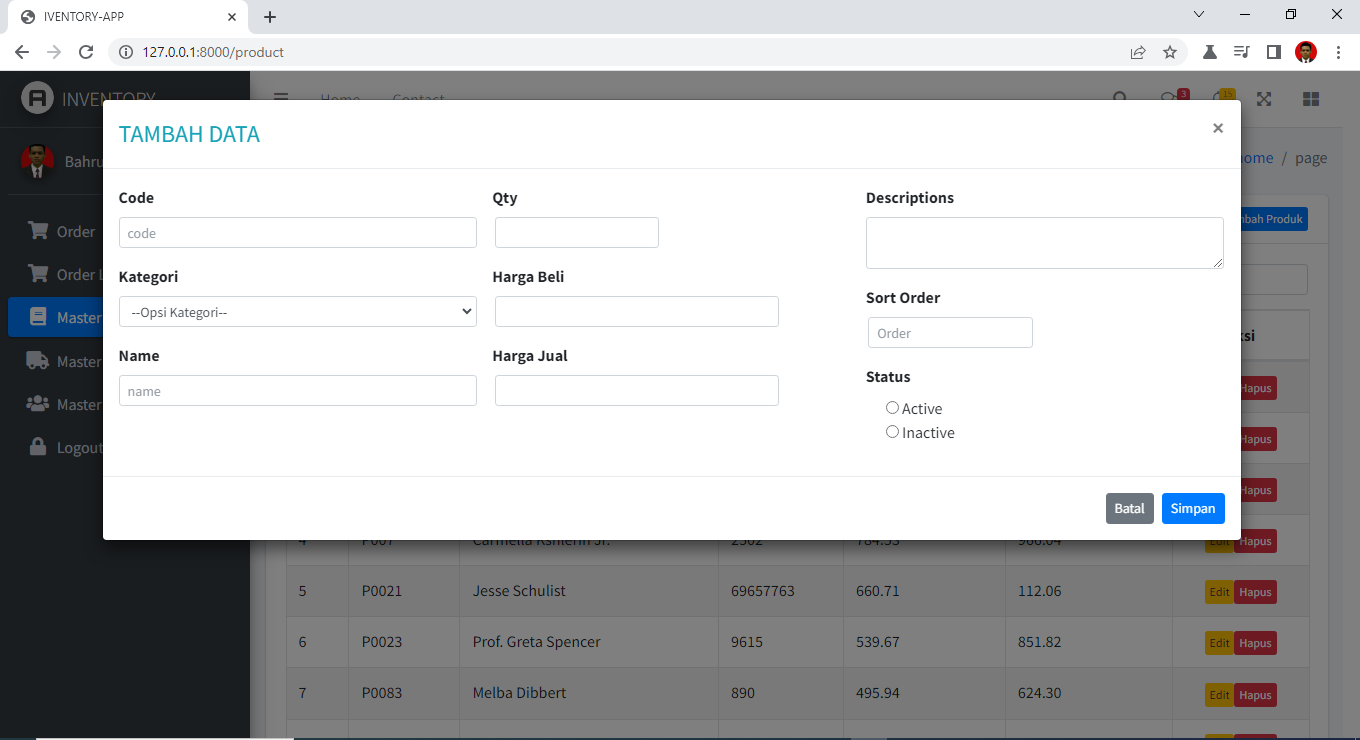 IVENTORY-APP
127.0.0.1:8000/product
INVENTORY
Home Contact
3
15
TAMBAH DATA
×
Bahru
home / page
Code
Qty
Descriptions
code
Tambah Produk
Order
Kategori
Harga Beli
Order
--Opsi Kategori--
Sort Order
Master
Order
Name
Harga Jual
Master
Status
name
Hapus
Master
Active
Inactive
Hapus
Logout
Hapus
Batal
Simpan
4 P007 Carmella Kshlerin Jr. 2502 784.53 966.04 Edit Hapus
5 P0021 Jesse Schulist 69657763 660.71 112.06 Edit Hapus
6 P0023 Prof. Greta Spencer 9615 539.67 851.82 Edit Hapus
7 P0083 Melba Dibbert 890 495.94 624.30 Edit Hapus